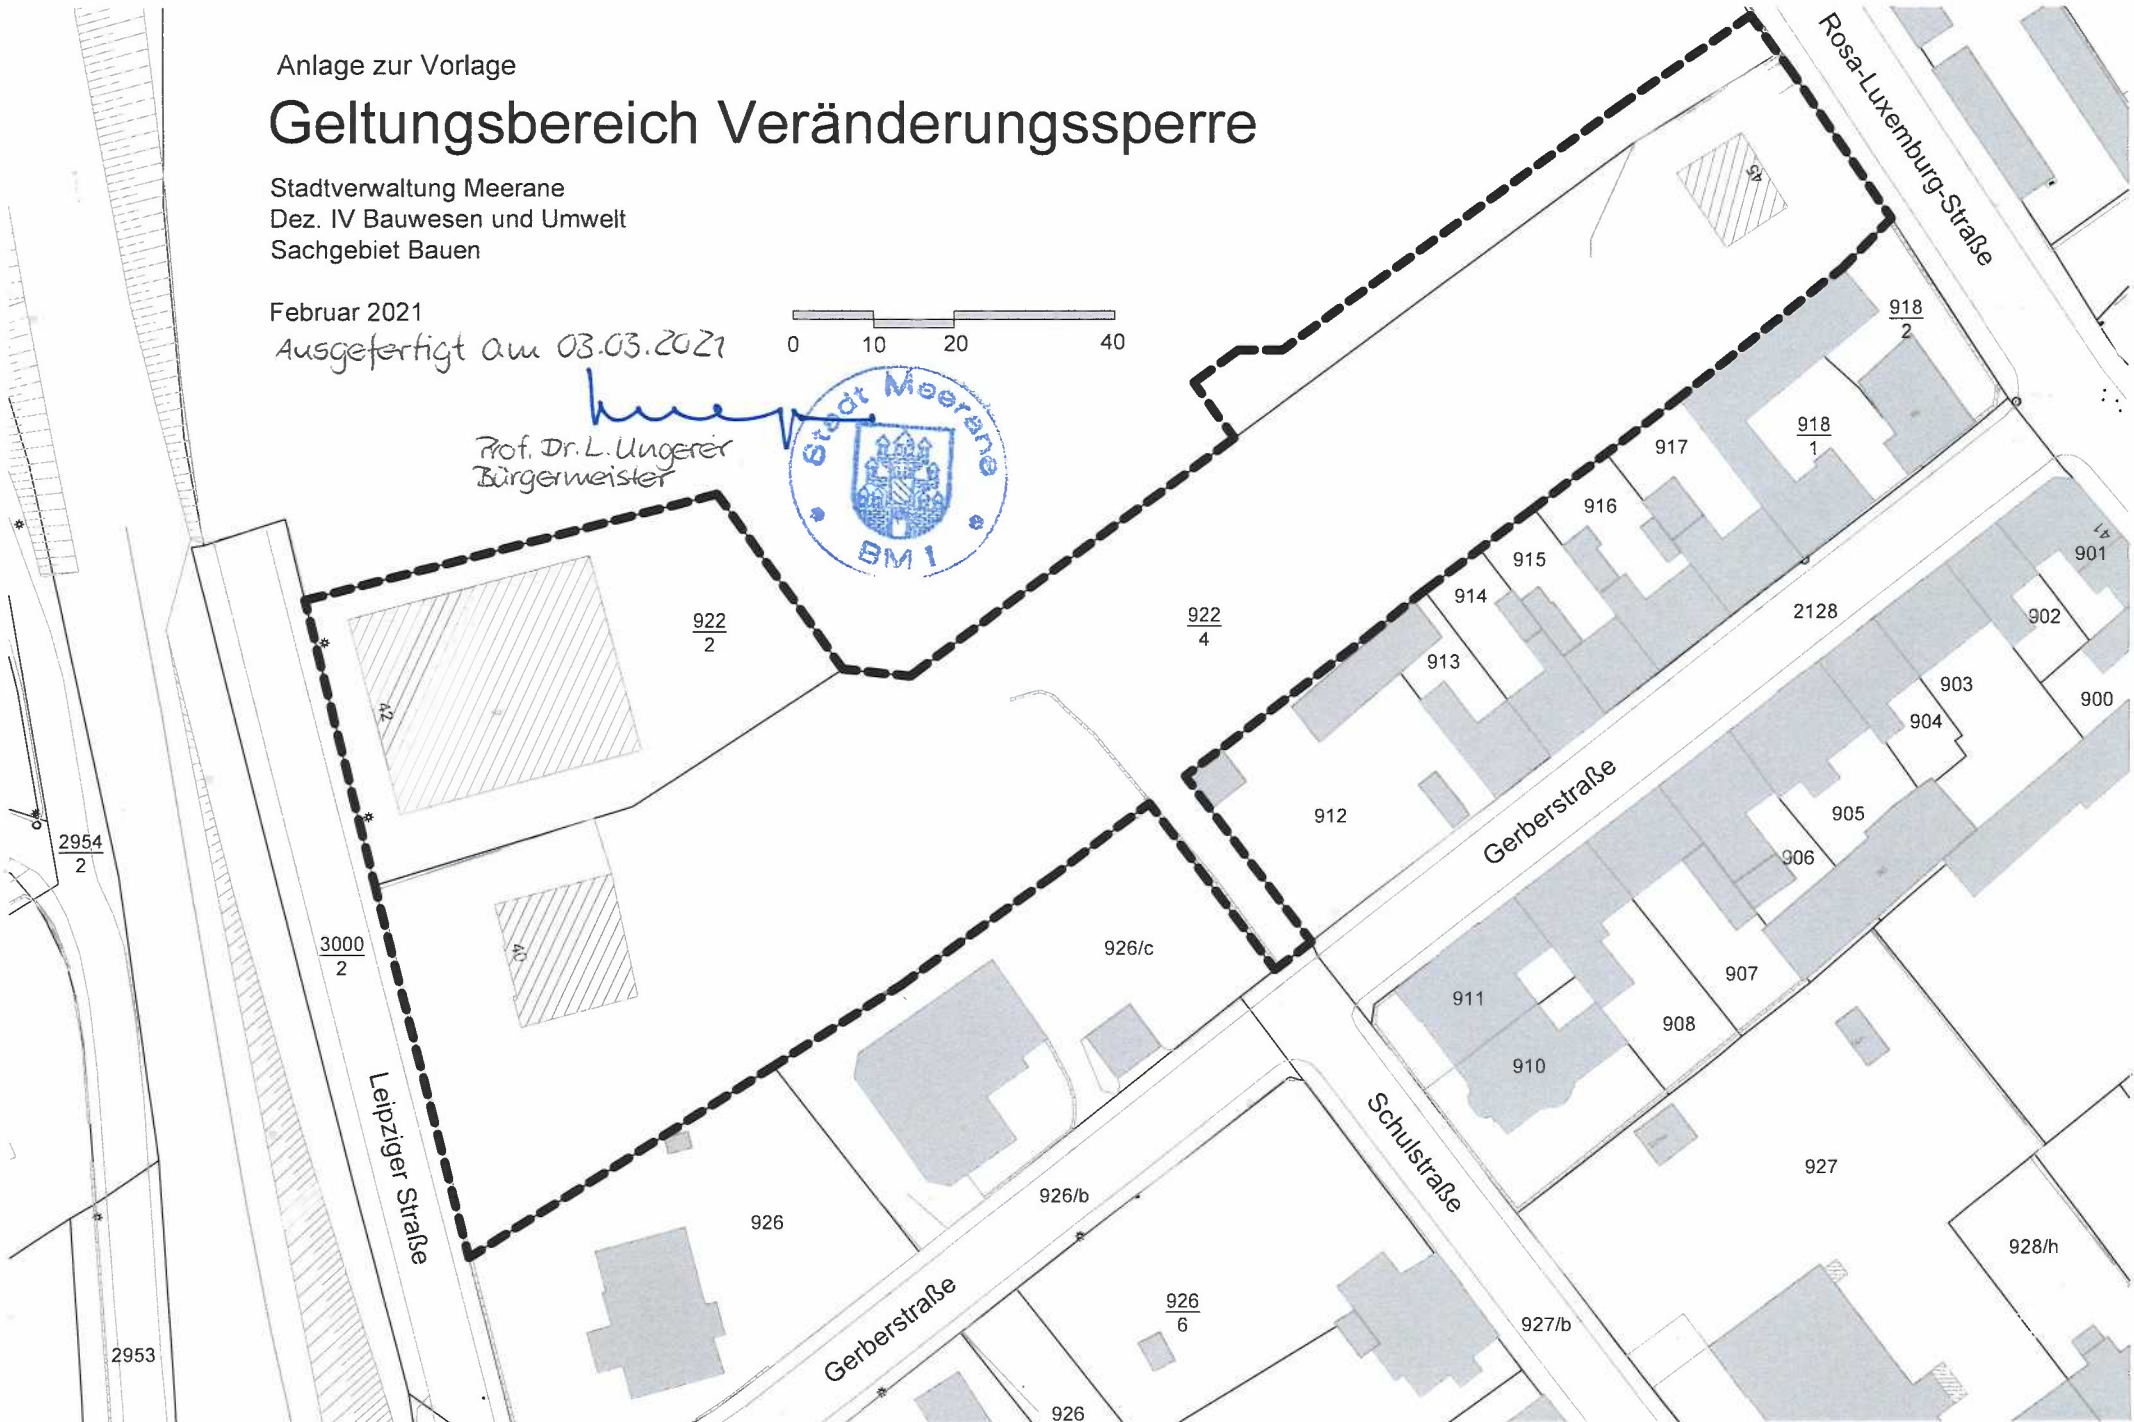 Anlage zur Vorlage
Geltungsbereich Veränderungssperre
Stadtverwaltung Meerane
Dez. IV Bauwesen und Umwelt
Sachgebiet Bauen
Februar 2021
Ausgefertigt am 03.03.2021
0 10 20 40
Prof. Dr. L. Ungerer
Bürgermeister
Stadt Meerane
BM 1
Rosa-Luxemburg-Straße
45
918
2
918
1
917
916
915
914
913
912
922
2
922
4
42
40
2128
41
901
902
903
904
900
905
906
907
908
911
910
Gerberstraße
2954
2
3000
2
Leipziger Straße
926/c
926
926/b
Gerberstraße
Schulstraße
927
928/h
926
6
927/b
2953
926